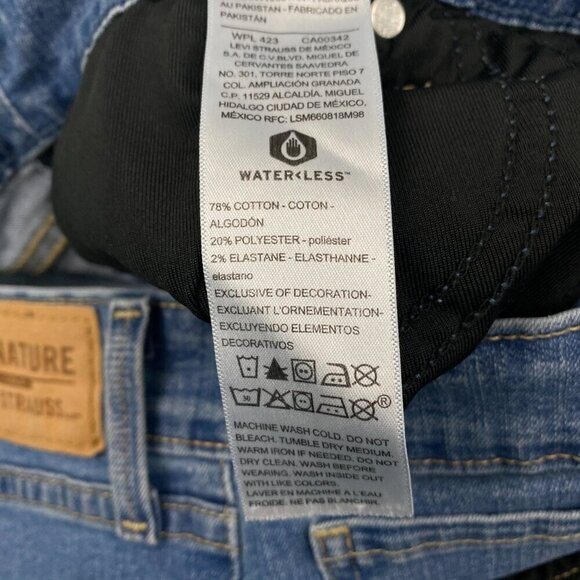 AU PAKISTAN - FABRICADO EN
PAKISTÁN
WPL 423 CA00342
LEVI STRAUSS DE MÉXICO
S.A. DE C.V.BLVD. MIGUEL DE
CERVANTES SAAVEDRA
NO. 301, TORRE NORTE PISO 7
COL. AMPLIACIÓN GRANADA
C.P. 11529 ALCALDÍA, MIGUEL
HIDALGO CIUDAD DE MÉXICO,
MÉXICO RFC: LSM660818M98
WATER<LESS™
78% COTTON - COTON -
ALGODÓN
20% POLYESTER - poliéster
2% ELASTANE - ELASTHANNE -
elastano
EXCLUSIVE OF DECORATION-
EXCLUANT L'ORNEMENTATION-
EXCLUYENDO ELEMENTOS
DECORATIVOS
30
®
MACHINE WASH COLD. DO NOT
BLEACH. TUMBLE DRY MEDIUM.
WARM IRON IF NEEDED. DO NOT
DRY CLEAN. WASH BEFORE
WEARING. WASH INSIDE OUT
WITH LIKE COLORS.
LAVER EN MACHINE A L'EAU
FROIDE. NE PAS BLANCHIR.
NATURE
STRAUSS